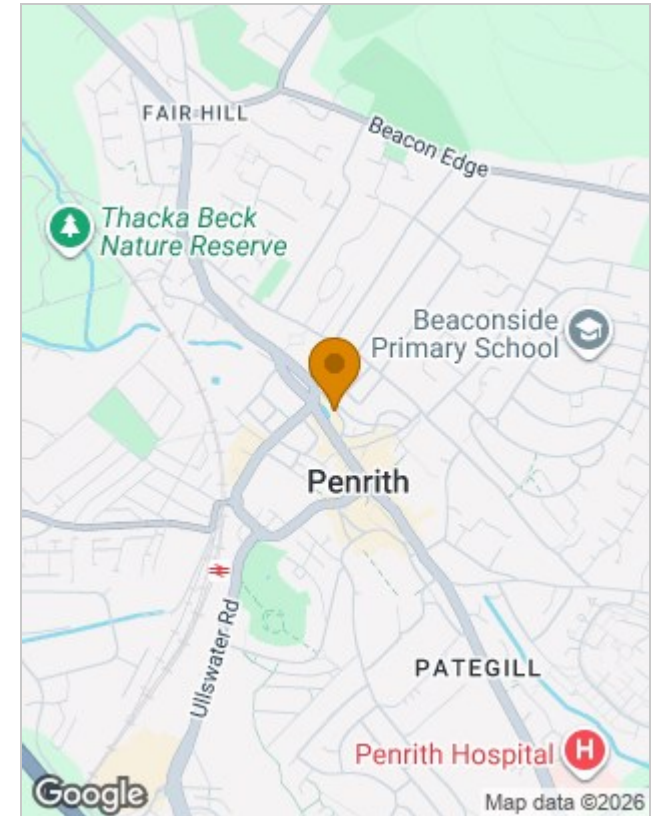 FAIR HILL
Beacon Edge
Thacka Beck
Nature Reserve
Beaconside
Primary School
Penrith
Ullswater Rd
PATEGILL
Penrith Hospital
H
Google
Map data ©2026